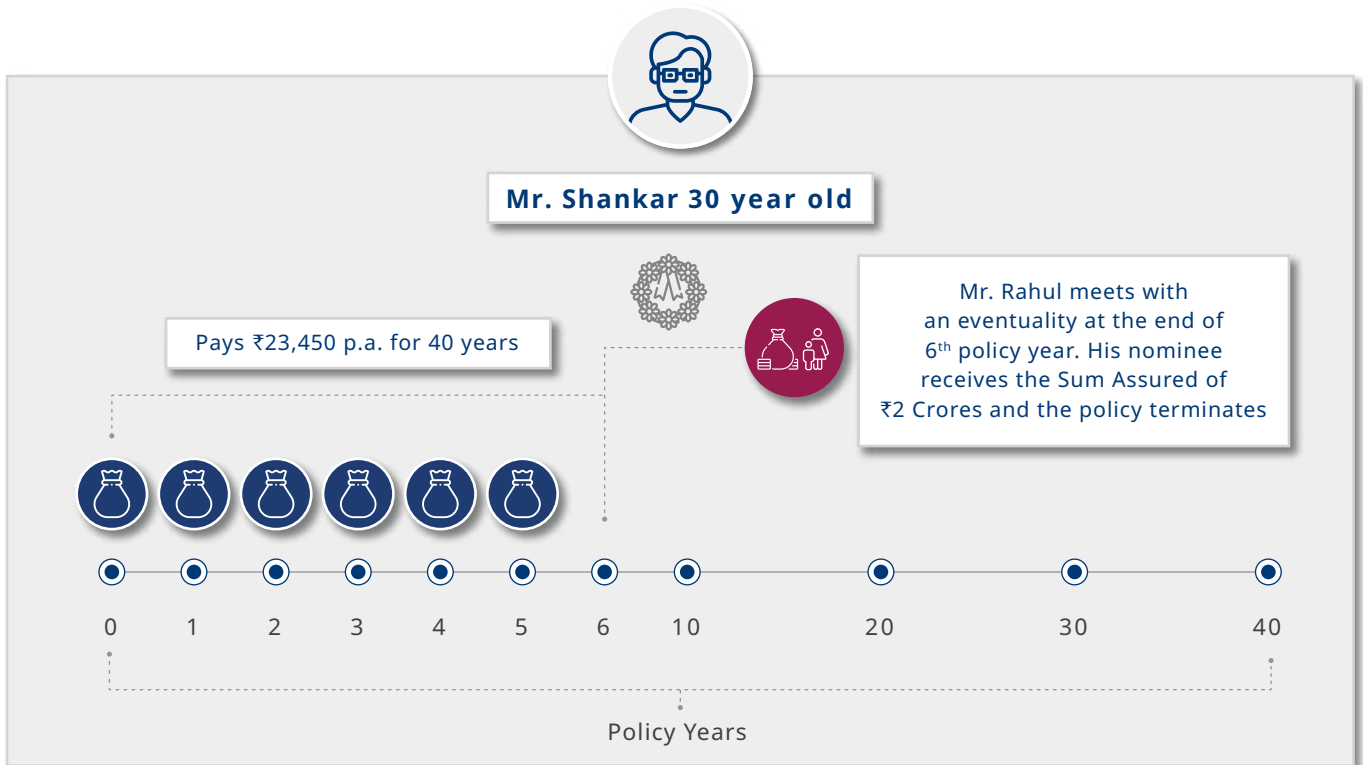 Mr. Shankar 30 year old
Pays ₹23,450 p.a. for 40 years
Mr. Rahul meets with
an eventuality at the end of
6th policy year. His nominee
receives the Sum Assured of
₹2 Crores and the policy terminates
0 1 2 3 4 5 6 10 20 30 40
Policy Years